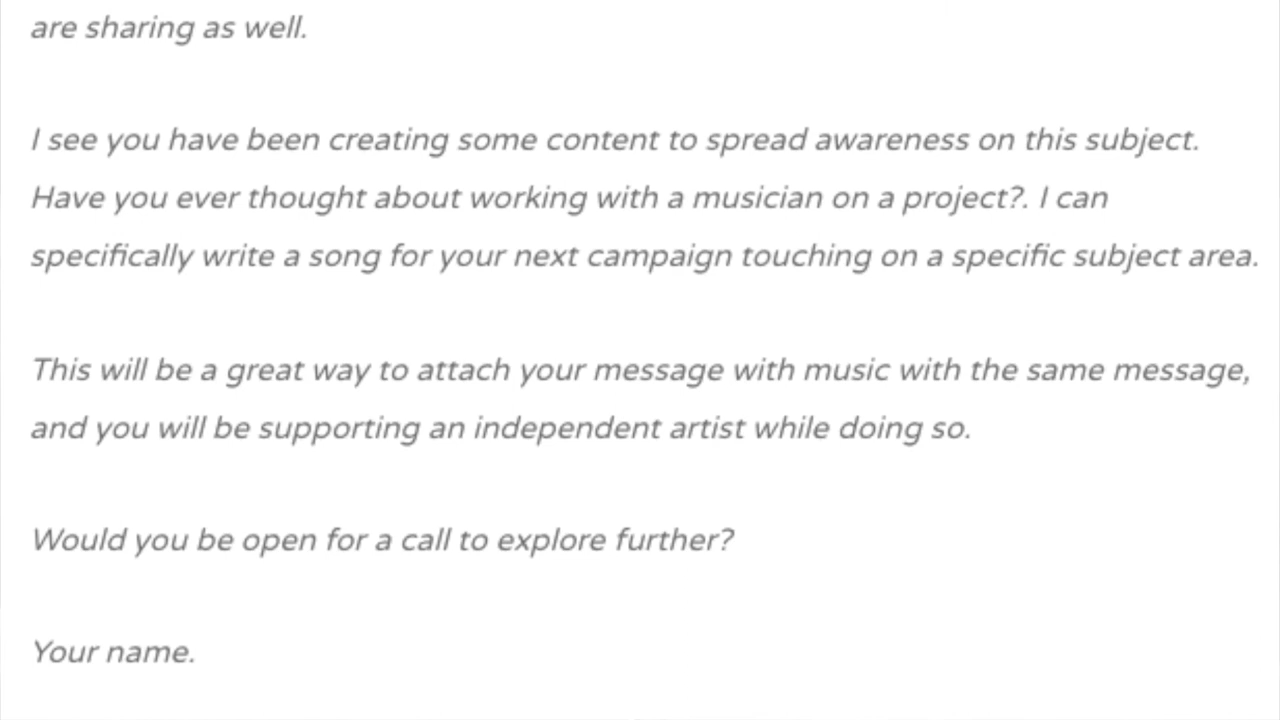 are sharing as well.
I see you have been creating some content to spread awareness on this subject.
Have you ever thought about working with a musician on a project?. I can
specifically write a song for your next campaign touching on a specific subject area.
This will be a great way to attach your message with music with the same message,
and you will be supporting an independent artist while doing so.
Would you be open for a call to explore further?
Your name.